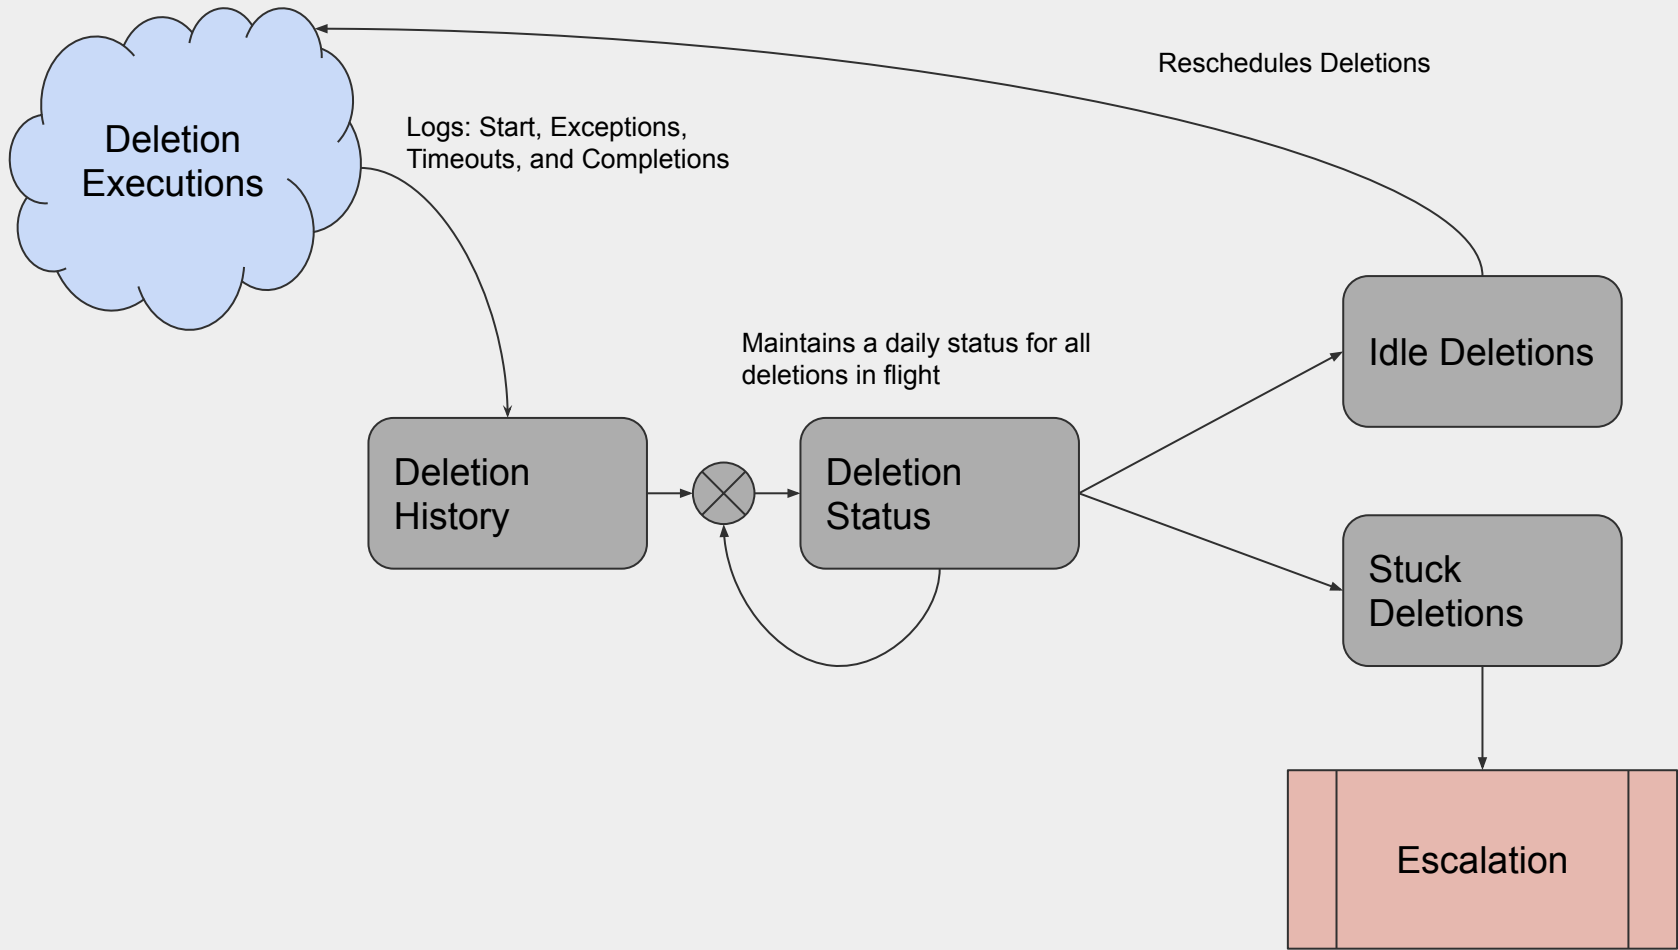 Reschedules Deletions
Deletion
Executions
Logs: Start, Exceptions,
Timeouts, and Completions
Maintains a daily status for all
deletions in flight
Idle Deletions
Deletion
History
Deletion
Status
Stuck
Deletions
Escalation